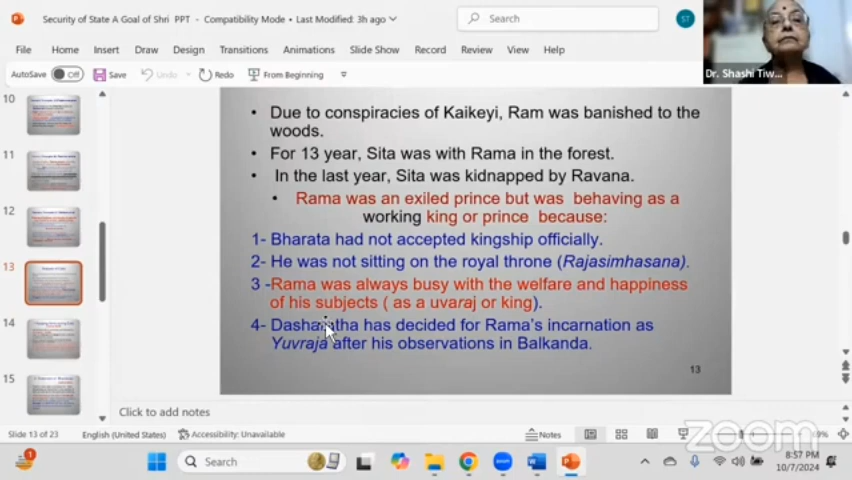 Security of State A Goal of Shri PPT - Compatibility Mode • Last Modified: 3h ago
Search
ST
File Home Insert Draw Design Transitions Animations Slide Show Record Review View Help
Dr. Shashi Tiw...
AutoSave Off Save Undo Redo From Beginning
10
11
12
13
14
15
• Due to conspiracies of Kaikeyi, Ram was banished to the
woods.
• For 13 year, Sita was with Rama in the forest.
• In the last year, Sita was kidnapped by Ravana.
• Rama was an exiled prince but was behaving as a
working king or prince because:
1- Bharata had not accepted kingship officially.
2- He was not sitting on the royal throne (Rajasimhasana).
3 -Rama was always busy with the welfare and happiness
of his subjects ( as a uvaraj or king).
4- Dasharatha has decided for Rama's incarnation as
Yuvraja after his observations in Balkanda.
13
Click to add notes
Slide 13 of 23 English (United States) Accessibility: Unavailable Notes
zoom
1
Search
8:57 PM
10/7/2024